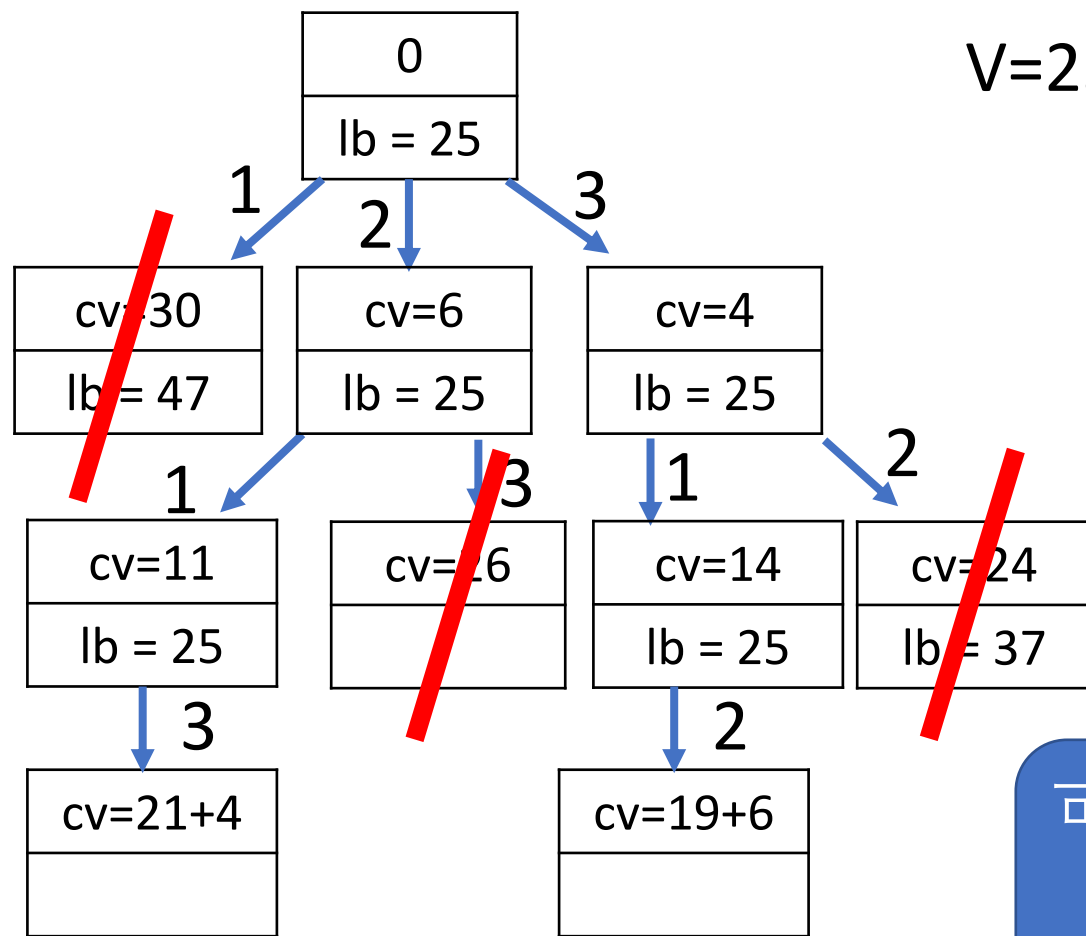 0
V=2
lb = 25
1
2
3
cv=30
cv=6
cv=4
lb = 47
lb = 25
lb = 25
1
3
1
2
cv=11
cv=26
cv=14
cv=24
lb = 25
lb = 25
lb = 37
3
2
cv=21+4
cv=19+6